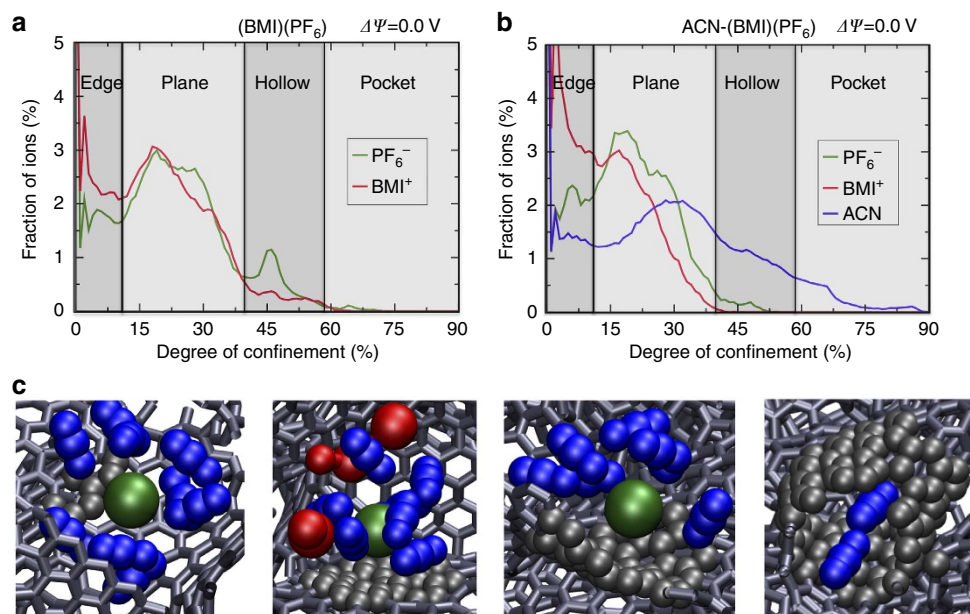 a
(BMI)(PF₆) ΔΨ=0.0 V
5
4
3
2
1
0
Fraction of ions (%)
Edge
Plane
Hollow
Pocket
PF₆⁻
BMI⁺
0 15 30 45 60 75 90
Degree of confinement (%)
b
ACN-(BMI)(PF₆) ΔΨ=0.0 V
5
4
3
2
1
0
Fraction of ions (%)
Edge
Plane
Hollow
Pocket
PF₆⁻
BMI⁺
ACN
0 15 30 45 60 75 90
Degree of confinement (%)
c